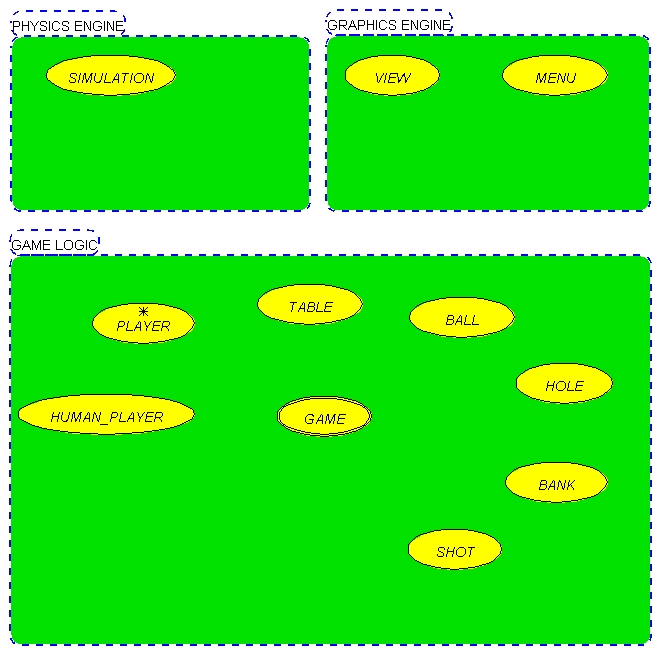 PHYSICS ENGINE
GRAPHICS ENGINE
SIMULATION
VIEW
MENU
GAME LOGIC
*
PLAYER
TABLE
BALL
HOLE
HUMAN_PLAYER
GAME
BANK
SHOT